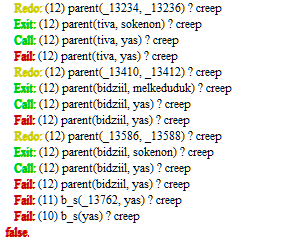 Redo: (12) parent(_13234, _13236) ? creep
Exit: (12) parent(tiva, sokenon) ? creep
Call: (12) parent(tiva, yas) ? creep
Fail: (12) parent(tiva, yas) ? creep
Redo: (12) parent(_13410, _13412) ? creep
Exit: (12) parent(bidziil, melkeduduk) ? creep
Call: (12) parent(bidziil, yas) ? creep
Fail: (12) parent(bidziil, yas) ? creep
Redo: (12) parent(_13586, _13588) ? creep
Exit: (12) parent(bidziil, sokenon) ? creep
Call: (12) parent(bidziil, yas) ? creep
Fail: (12) parent(bidziil, yas) ? creep
Fail: (11) b_s(_13762, yas) ? creep
Fail: (10) b_s(yas) ? creep
false.